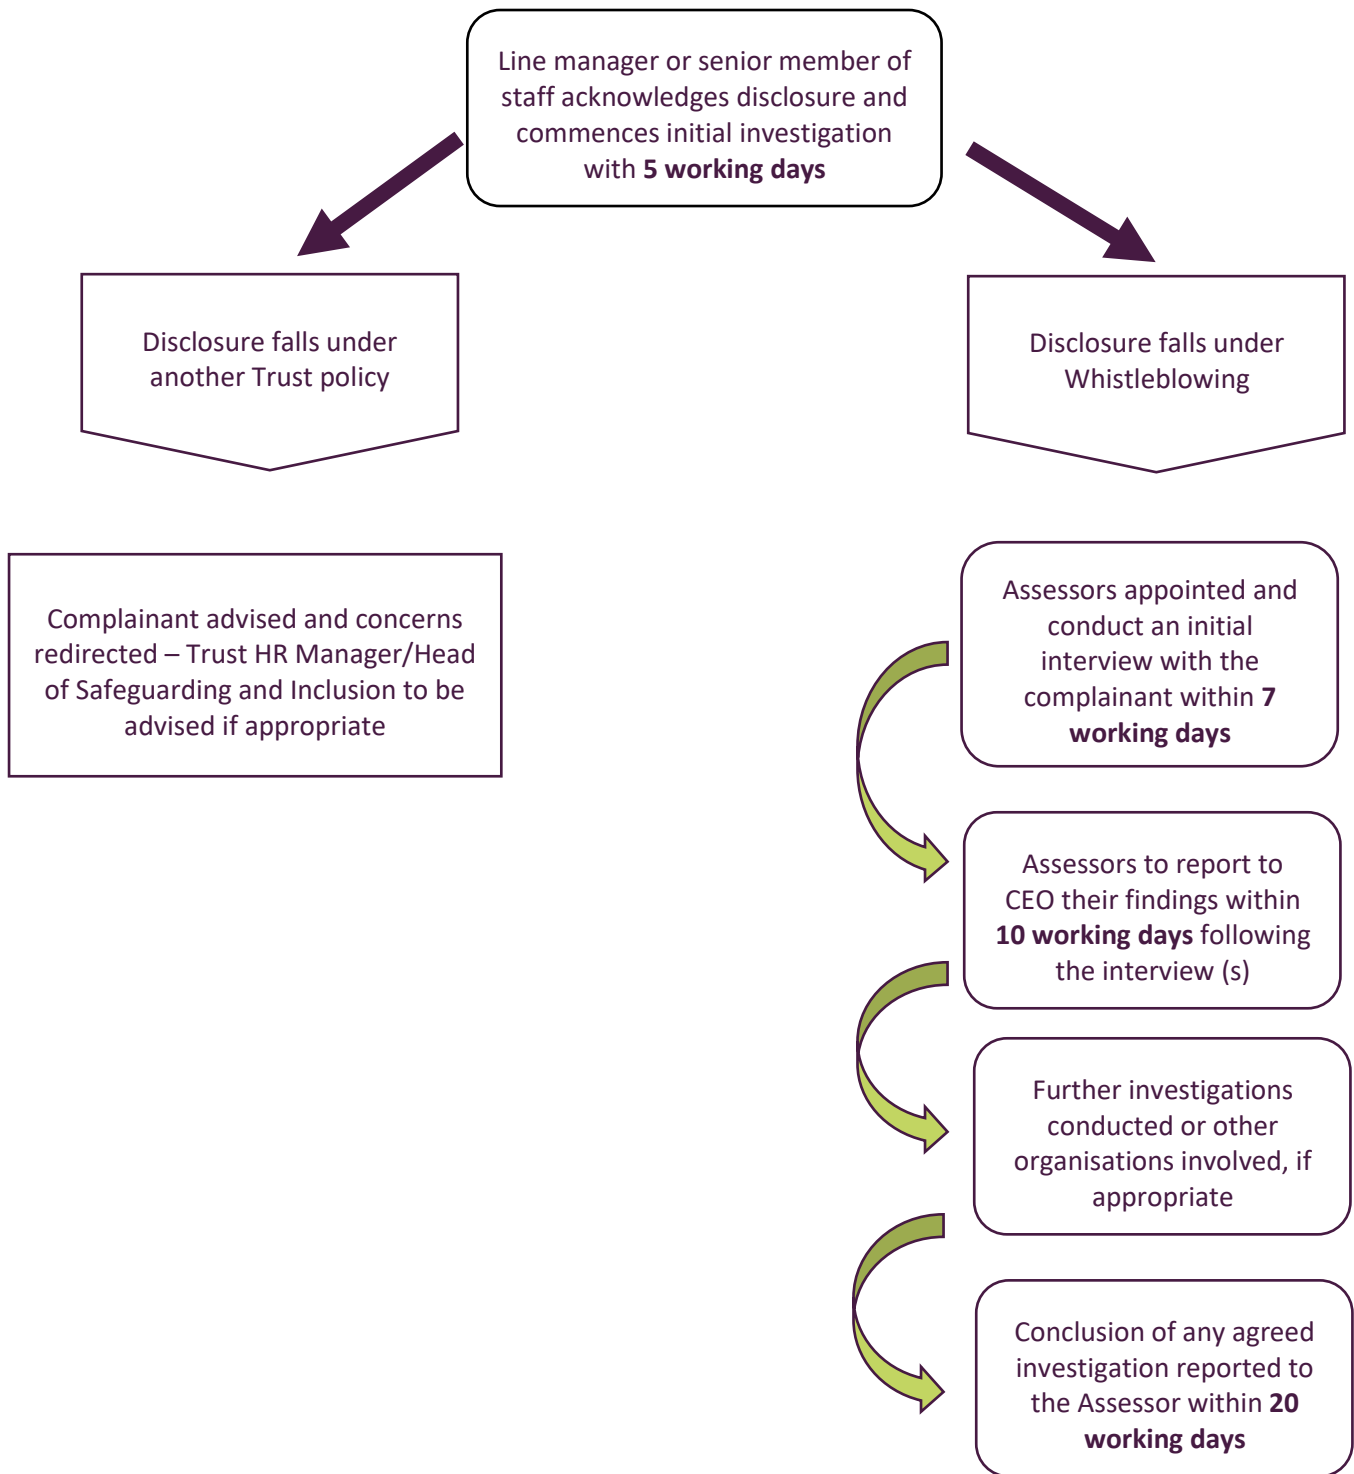 Line manager or senior member of
staff acknowledges disclosure and
commences initial investigation
with 5 working days
Disclosure falls under
another Trust policy
Disclosure falls under
Whistleblowing
Complainant advised and concerns
redirected – Trust HR Manager/Head
of Safeguarding and Inclusion to be
advised if appropriate
Assessors appointed and
conduct an initial
interview with the
complainant within 7
working days
Assessors to report to
CEO their findings within
10 working days following
the interview (s)
Further investigations
conducted or other
organisations involved, if
appropriate
Conclusion of any agreed
investigation reported to
the Assessor within 20
working days